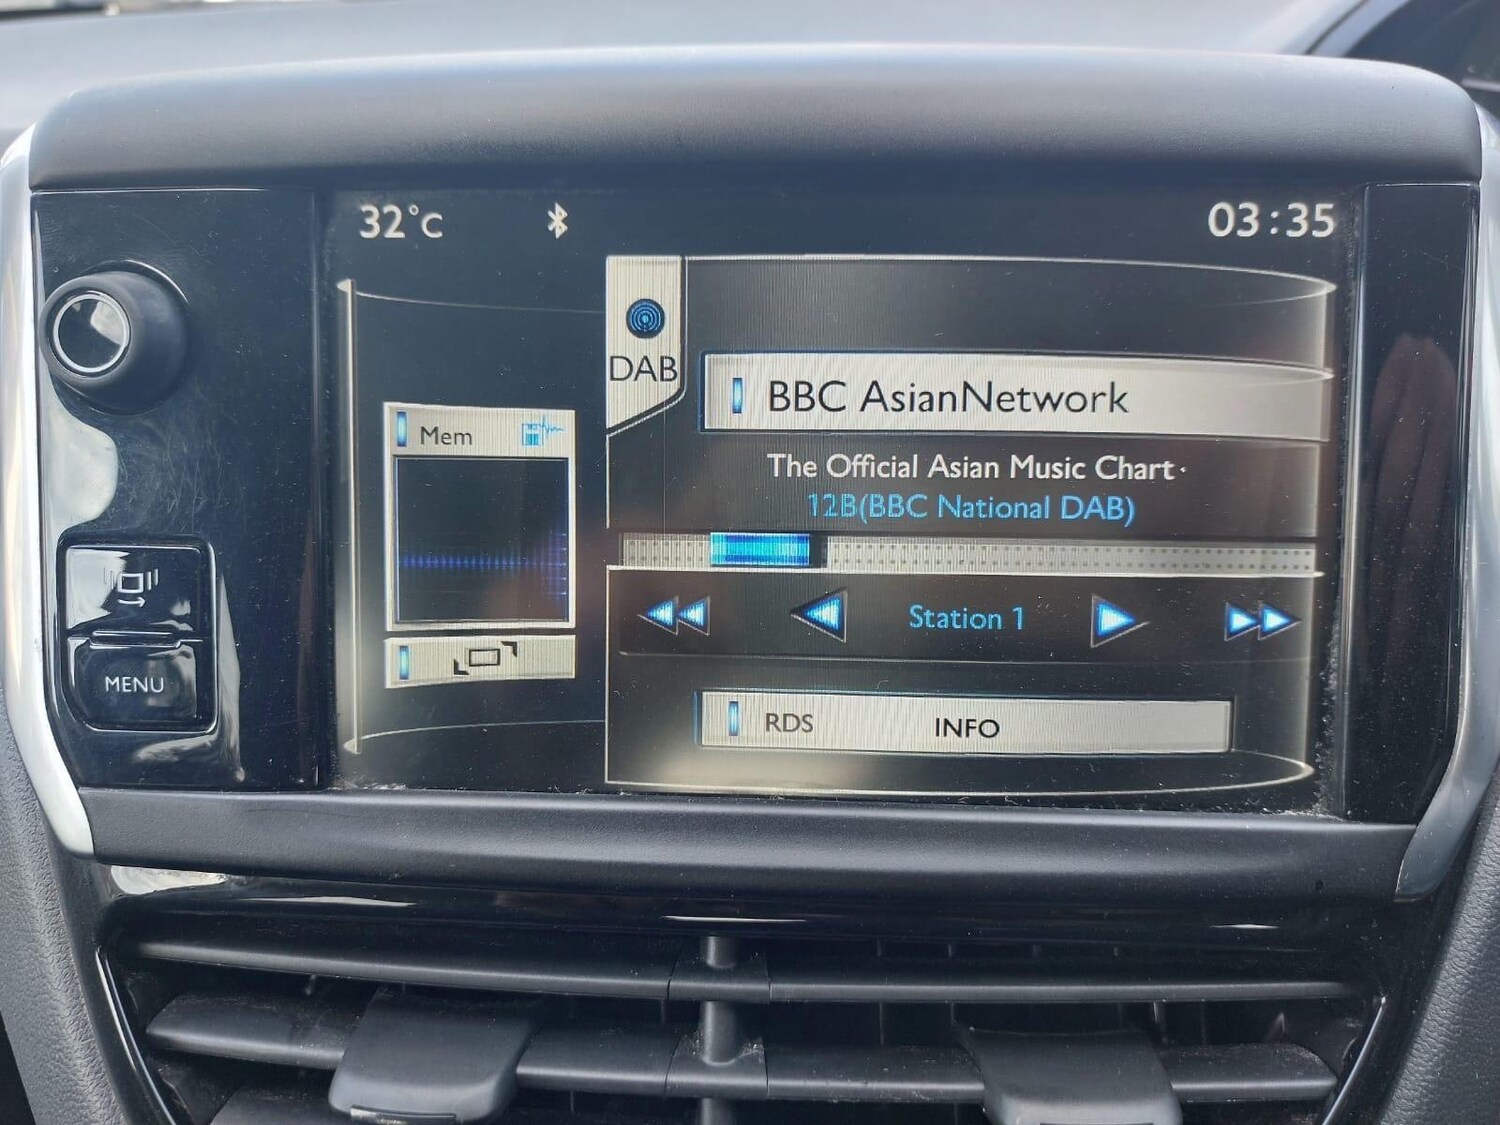 32°C
03:35
DAB
BBC AsianNetwork
Mem
The Official Asian Music Chart·
12B(BBC National DAB)
Station 1
MENU
RDS INFO